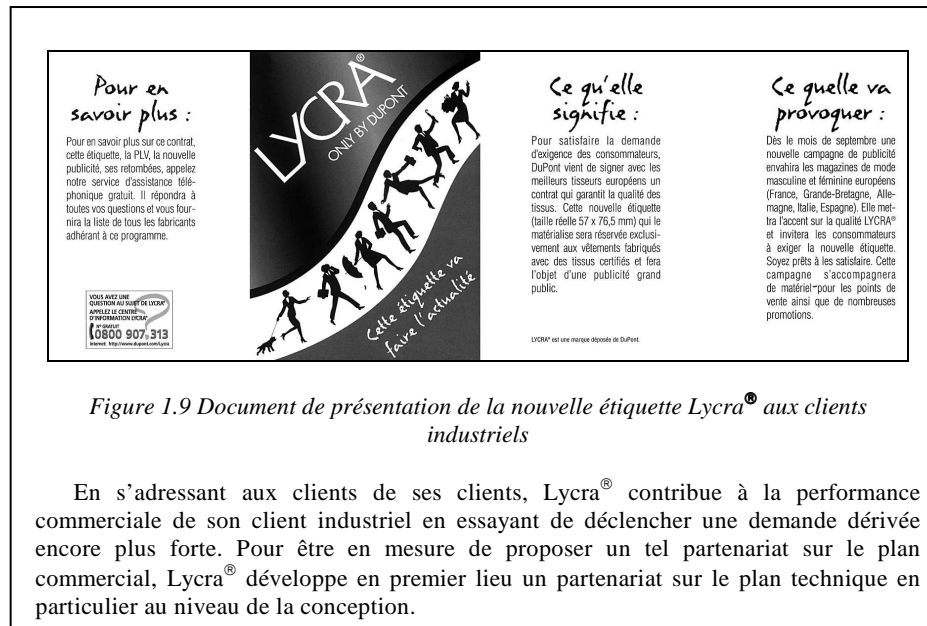 Pour en
savoir plus :
Pour en savoir plus sur ce contrat,
cette étiquette, la PLV, la nouvelle
publicité, ses retombées, appelez
notre service d'assistance télé-
phonique gratuit. Il répondra à
toutes vos questions et vous four-
nira la liste de tous les fabricants
adhérant à ce programme.
VOUS AVEZ UNE
QUESTION AU SUJET DE LYCRA®
APPELEZ LE CENTRE
D'INFORMATION LYCRA®
N° GRATUIT
0800 907 313
Internet http://www.dupont.com/Lycra
LYCRA®
ONLY BY DUPONT
Cette étiquette va
faire l'actualité
Ce qu'elle
signifie :
Pour satisfaire la demande
d'exigence des consommateurs,
DuPont vient de signer avec les
meilleurs tisseurs européens un
contrat qui garantit la qualité des
tissus. Cette nouvelle étiquette
(taille réelle 57 x 76,5 mm) qui le
matérialise sera réservée exclusi-
vement aux vêtements fabriqués
avec des tissus certifiés et fera
l'objet d'une publicité grand
public.
LYCRA® est une marque déposée de DuPont.
Ce quelle va
provoquer :
Dès le mois de septembre une
nouvelle campagne de publicité
envahira les magazines de mode
masculine et féminine européens
(France, Grande-Bretagne, Alle-
magne, Italie, Espagne). Elle met-
tra l'accent sur la qualité LYCRA®
et invitera les consommateurs
à exiger la nouvelle étiquette.
Soyez prêts à les satisfaire. Cette
campagne s'accompagnera
de matériel pour les points de
vente ainsi que de nombreuses
promotions.
Figure 1.9 Document de présentation de la nouvelle étiquette Lycra® aux clients
industriels
En s'adressant aux clients de ses clients, Lycra® contribue à la performance
commerciale de son client industriel en essayant de déclencher une demande dérivée
encore plus forte. Pour être en mesure de proposer un tel partenariat sur le plan
commercial, Lycra® développe en premier lieu un partenariat sur le plan technique en
particulier au niveau de la conception.